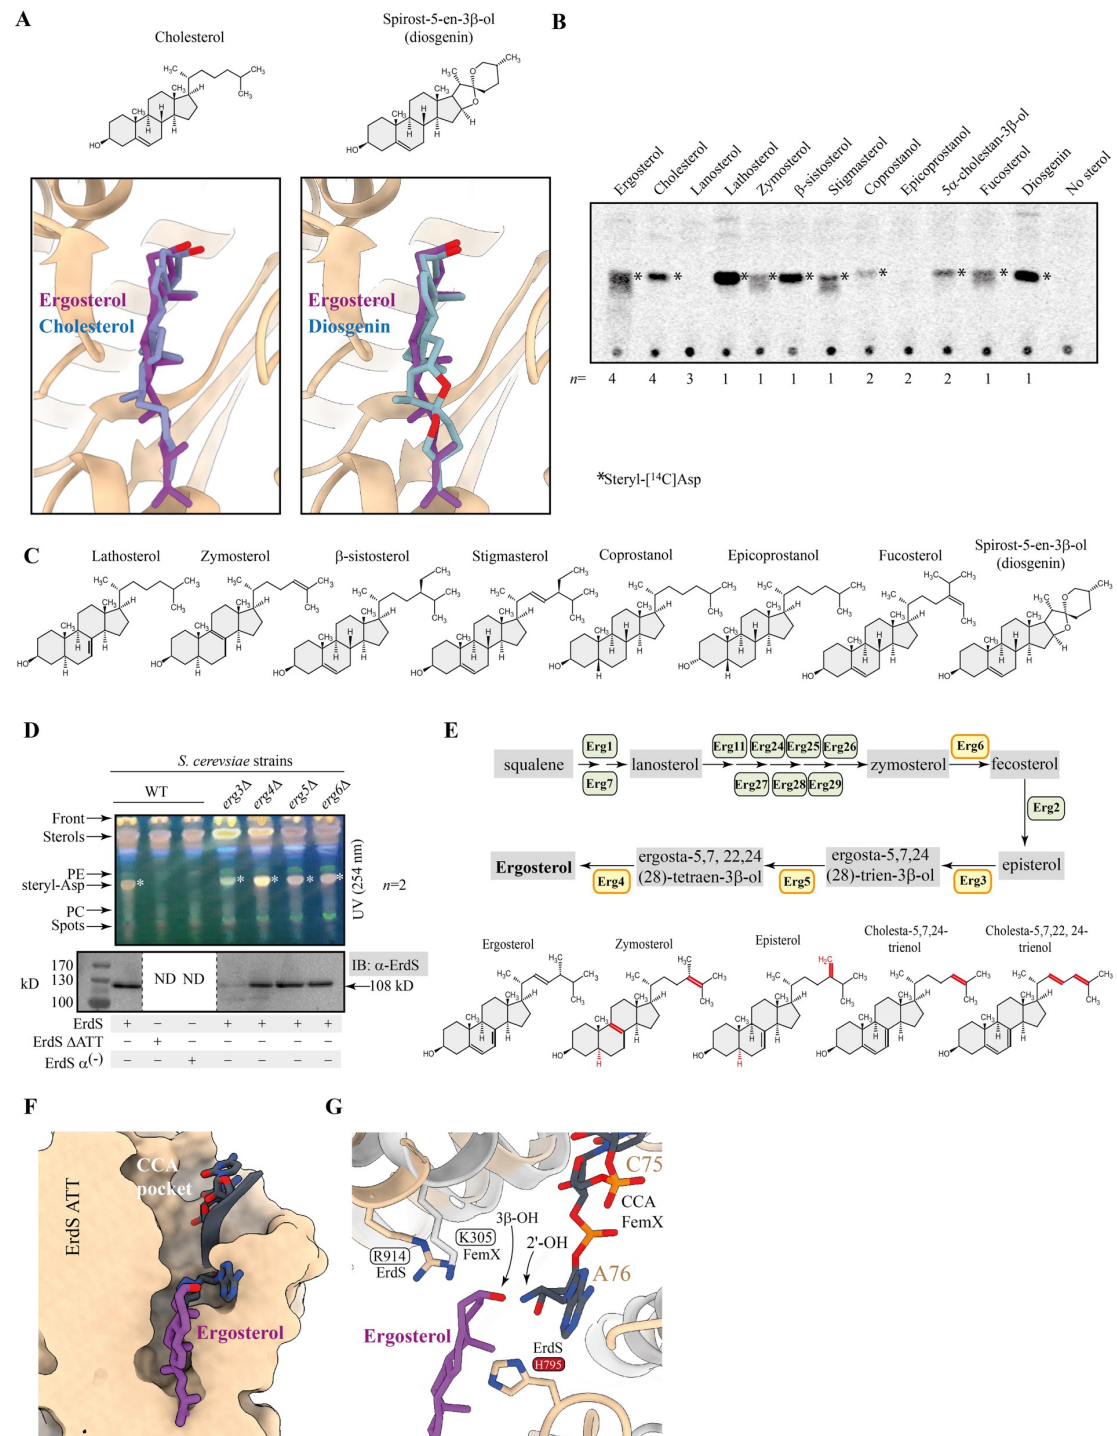 A
Cholesterol
Spirost-5-en-3β-ol
(diosgenin)
Ergosterol
Cholesterol
Ergosterol
Diosgenin
B
Ergosterol
Cholesterol
Lanosterol
Lathosterol
Zymosterol
β-sistosterol
Stigmasterol
Coprostanol
Epicoprostanol
5α-cholestan-3β-ol
Fucosterol
Diosgenin
No sterol
n= 4 4 3 1 1 1 1 2 2 2 1 1
*Steryl-[14C]Asp
C
Lathosterol
Zymosterol
β-sistosterol
Stigmasterol
Coprostanol
Epicoprostanol
Fucosterol
Spirost-5-en-3β-ol
(diosgenin)
D
S. cerevsiae strains
WT erg3Δ erg4Δ erg5Δ erg6Δ
Front
Sterols
PE
steryl-Asp
PC
Spots
UV (254 nm)
n=2
kD
170
130
100
ND ND
IB: α-ErdS
108 kD
ErdS + – – + + + +
ErdS ΔATT – + – – – – –
ErdS α(-) – – + – – – –
E
squalene
Erg1
Erg7
lanosterol
Erg11 Erg24 Erg25 Erg26
Erg27 Erg28 Erg29
zymosterol
Erg6
fecosterol
Erg2
episterol
Erg3
ergosta-5,7,24
(28)-trien-3β-ol
Erg5
ergosta-5,7, 22,24
(28)-tetraen-3β-ol
Erg4
Ergosterol
Ergosterol
Zymosterol
Episterol
Cholesta-5,7,24-
trienol
Cholesta-5,7,22, 24-
trienol
F
ErdS ATT
CCA
pocket
Ergosterol
G
C75
CCA
FemX
3β-OH
K305
FemX
2'-OH
R914
ErdS
A76
Ergosterol
ErdS
H795